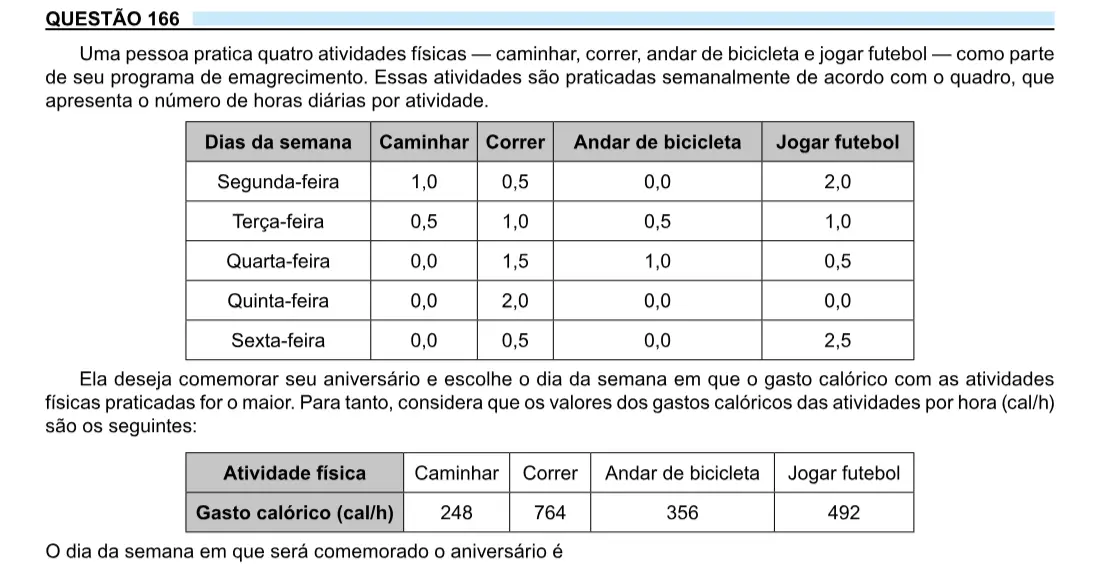 QUESTÃO 166
Uma pessoa pratica quatro atividades físicas — caminhar, correr, andar de bicicleta e jogar futebol — como parte
de seu programa de emagrecimento. Essas atividades são praticadas semanalmente de acordo com o quadro, que
apresenta o número de horas diárias por atividade.
Dias da semana Caminhar Correr Andar de bicicleta Jogar futebol
Segunda-feira 1,0 0,5 0,0 2,0
Terça-feira 0,5 1,0 0,5 1,0
Quarta-feira 0,0 1,5 1,0 0,5
Quinta-feira 0,0 2,0 0,0 0,0
Sexta-feira 0,0 0,5 0,0 2,5
Ela deseja comemorar seu aniversário e escolhe o dia da semana em que o gasto calórico com as atividades
físicas praticadas for o maior. Para tanto, considera que os valores dos gastos calóricos das atividades por hora (cal/h)
são os seguintes:
Atividade física Caminhar Correr Andar de bicicleta Jogar futebol
Gasto calórico (cal/h) 248 764 356 492
O dia da semana em que será comemorado o aniversário é